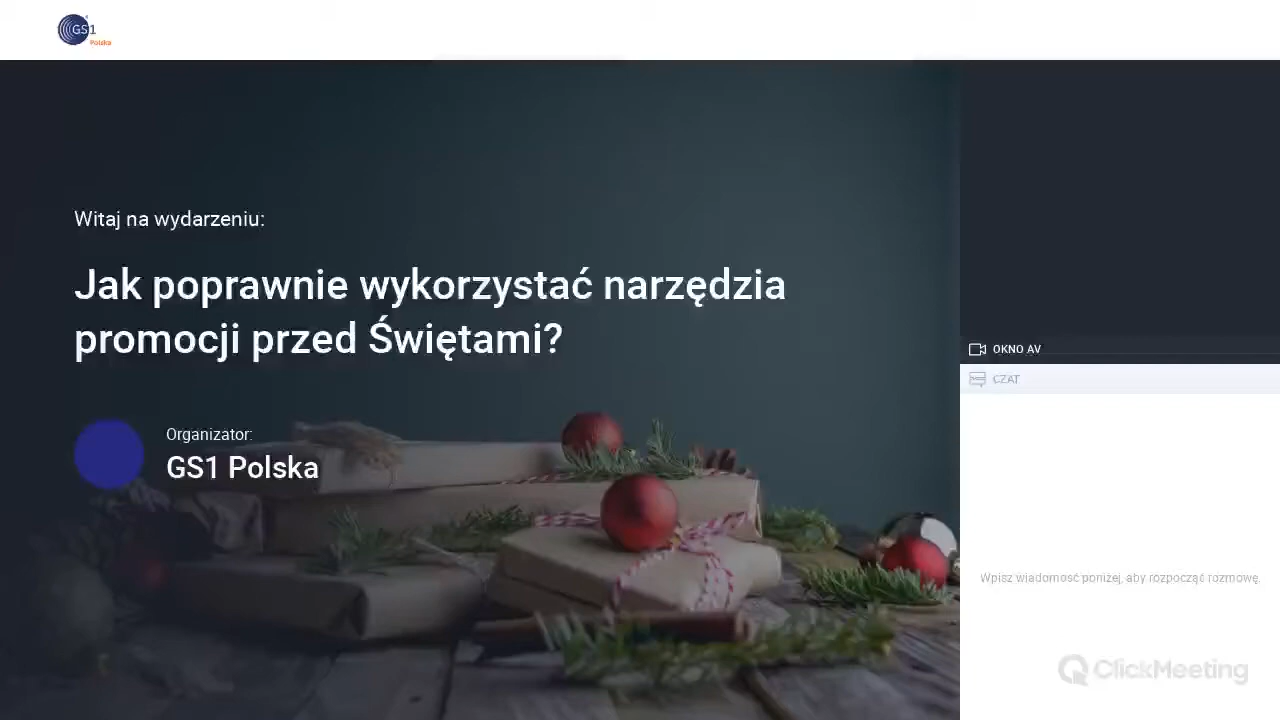 GS1
Polska
Witaj na wydarzeniu:
Jak poprawnie wykorzystać narzędzia
promocji przed Świętami?
Organizator:
GS1 Polska
OKNO AV
CZAT
Wpisz wiadomość poniżej, aby rozpocząć rozmowę.
ClickMeeting